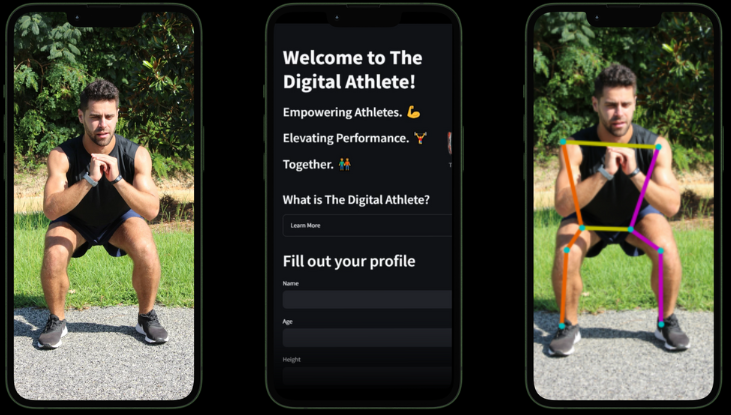 Welcome to The
Digital Athlete!
Empowering Athletes. 💪
Elevating Performance. 🏋️
Together. 👫
What is The Digital Athlete?
Learn More
Fill out your profile
Name
Age
Height